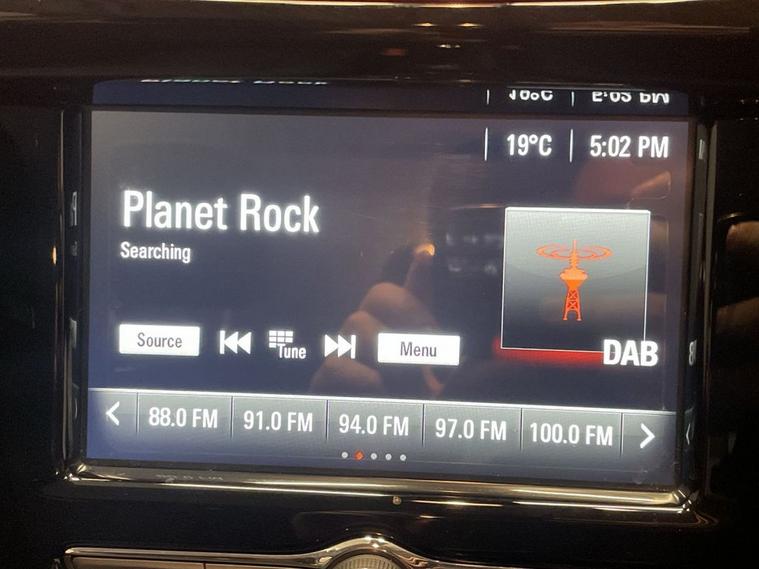 19°C | 5:02 PM
Planet Rock
Searching
Source
Tune
Menu
DAB
88.0 FM
91.0 FM
94.0 FM
97.0 FM
100.0 FM